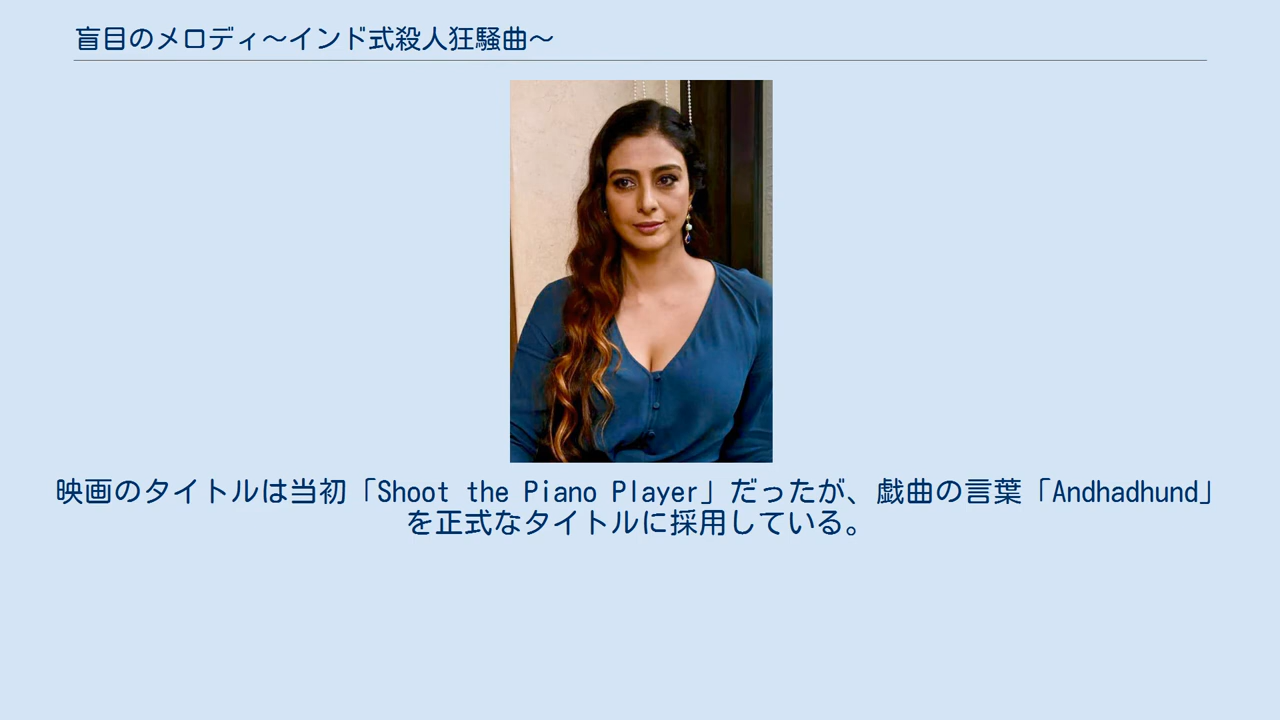 盲目のメロディ〜インド式殺人狂騒曲〜
映画のタイトルは当初「Shoot the Piano Player」だったが、戯曲の言葉「Andhadhund」
を正式なタイトルに採用している。